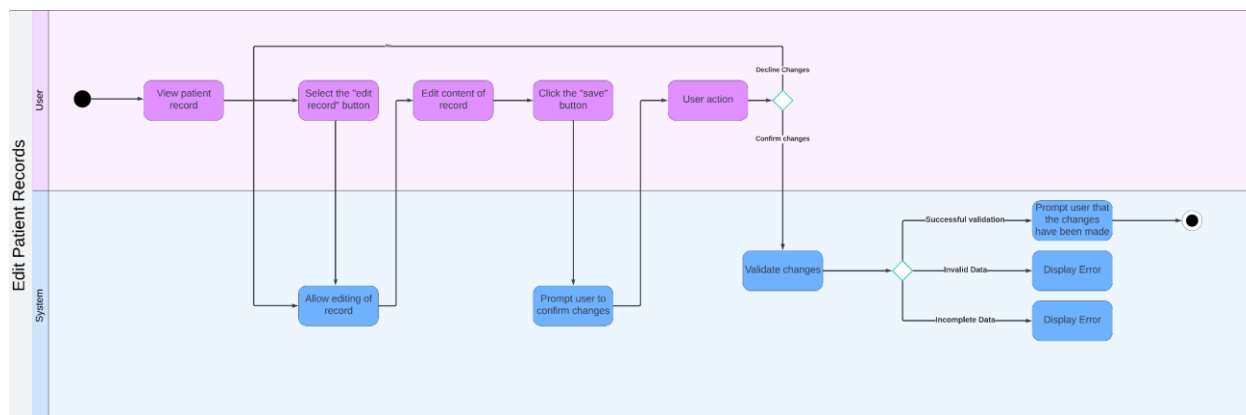 Edit Patient Records
User
System
Decline Changes
View patient
record
Select the "edit
record" button
Edit content of
record
Click the "save"
button
User action
Confirm changes
Successful validation
Prompt user that
the changes
have been made
Validate changes
Invalid Data
Display Error
Allow editing of
record
Prompt user to
confirm changes
Incomplete Data
Display Error